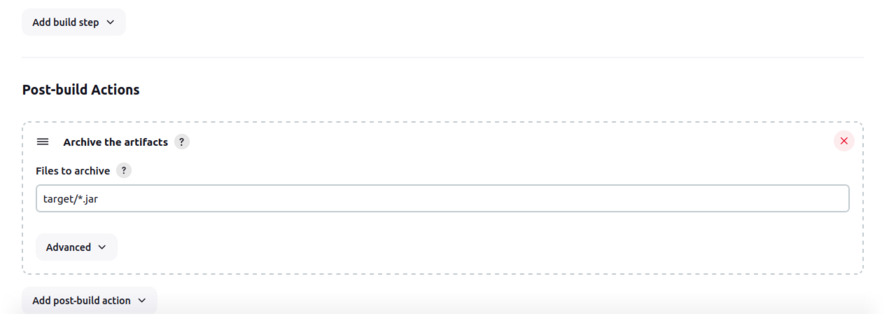 Add build step
Post-build Actions
Archive the artifacts ?
Files to archive ?
target/*.jar
Advanced
Add post-build action